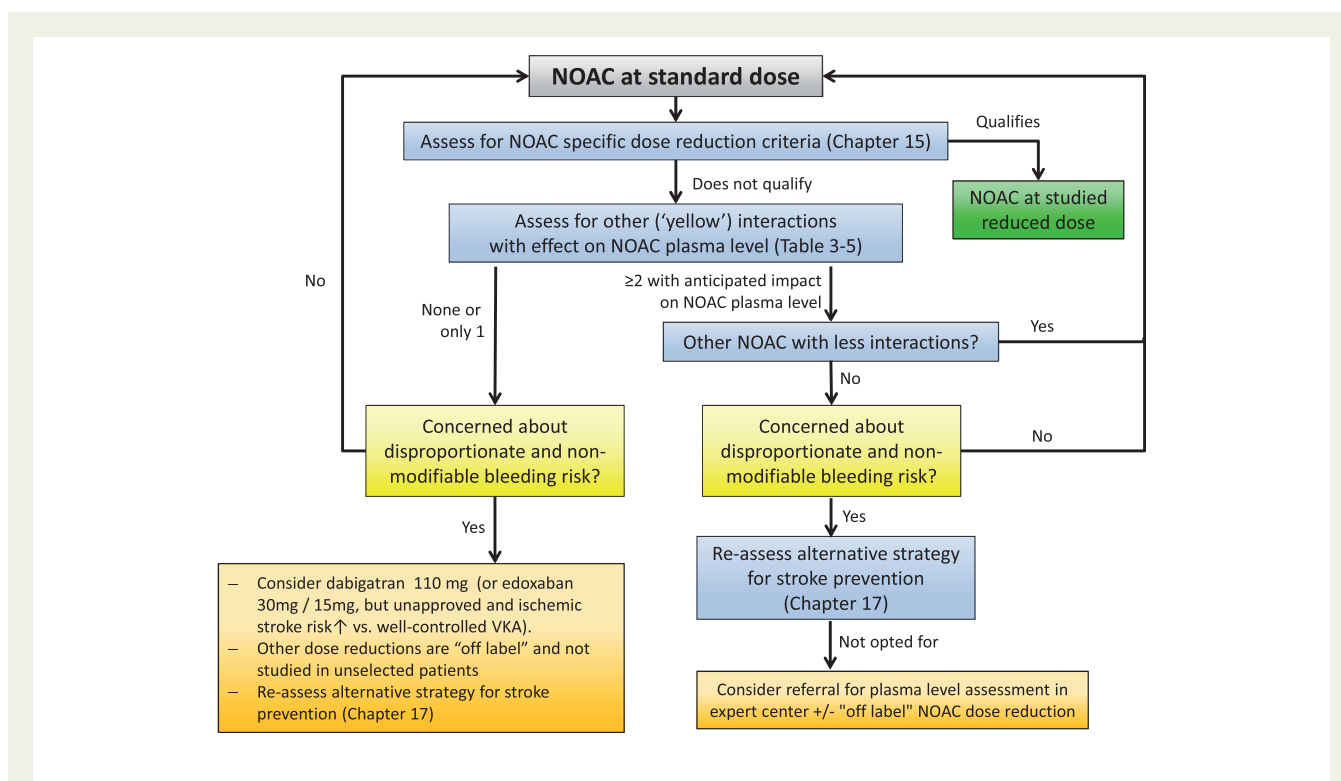 NOAC at standard dose
Assess for NOAC specific dose reduction criteria (Chapter 15)
Qualifies
Does not qualify
NOAC at studied
reduced dose
Assess for other (‘yellow’) interactions
with effect on NOAC plasma level (Table 3-5)
No
None or
only 1
≥2 with anticipated impact
on NOAC plasma level
Other NOAC with less interactions?
Yes
No
Concerned about
disproportionate and non-
modifiable bleeding risk?
Concerned about
disproportionate and non-
modifiable bleeding risk?
No
Yes
Yes
– Consider dabigatran 110 mg (or edoxaban
30mg / 15mg, but unapproved and ischemic
stroke risk↑ vs. well-controlled VKA).
– Other dose reductions are “off label” and not
studied in unselected patients
– Re-assess alternative strategy for stroke
prevention (Chapter 17)
Re-assess alternative strategy
for stroke prevention
(Chapter 17)
Not opted for
Consider referral for plasma level assessment in
expert center +/- "off label" NOAC dose reduction